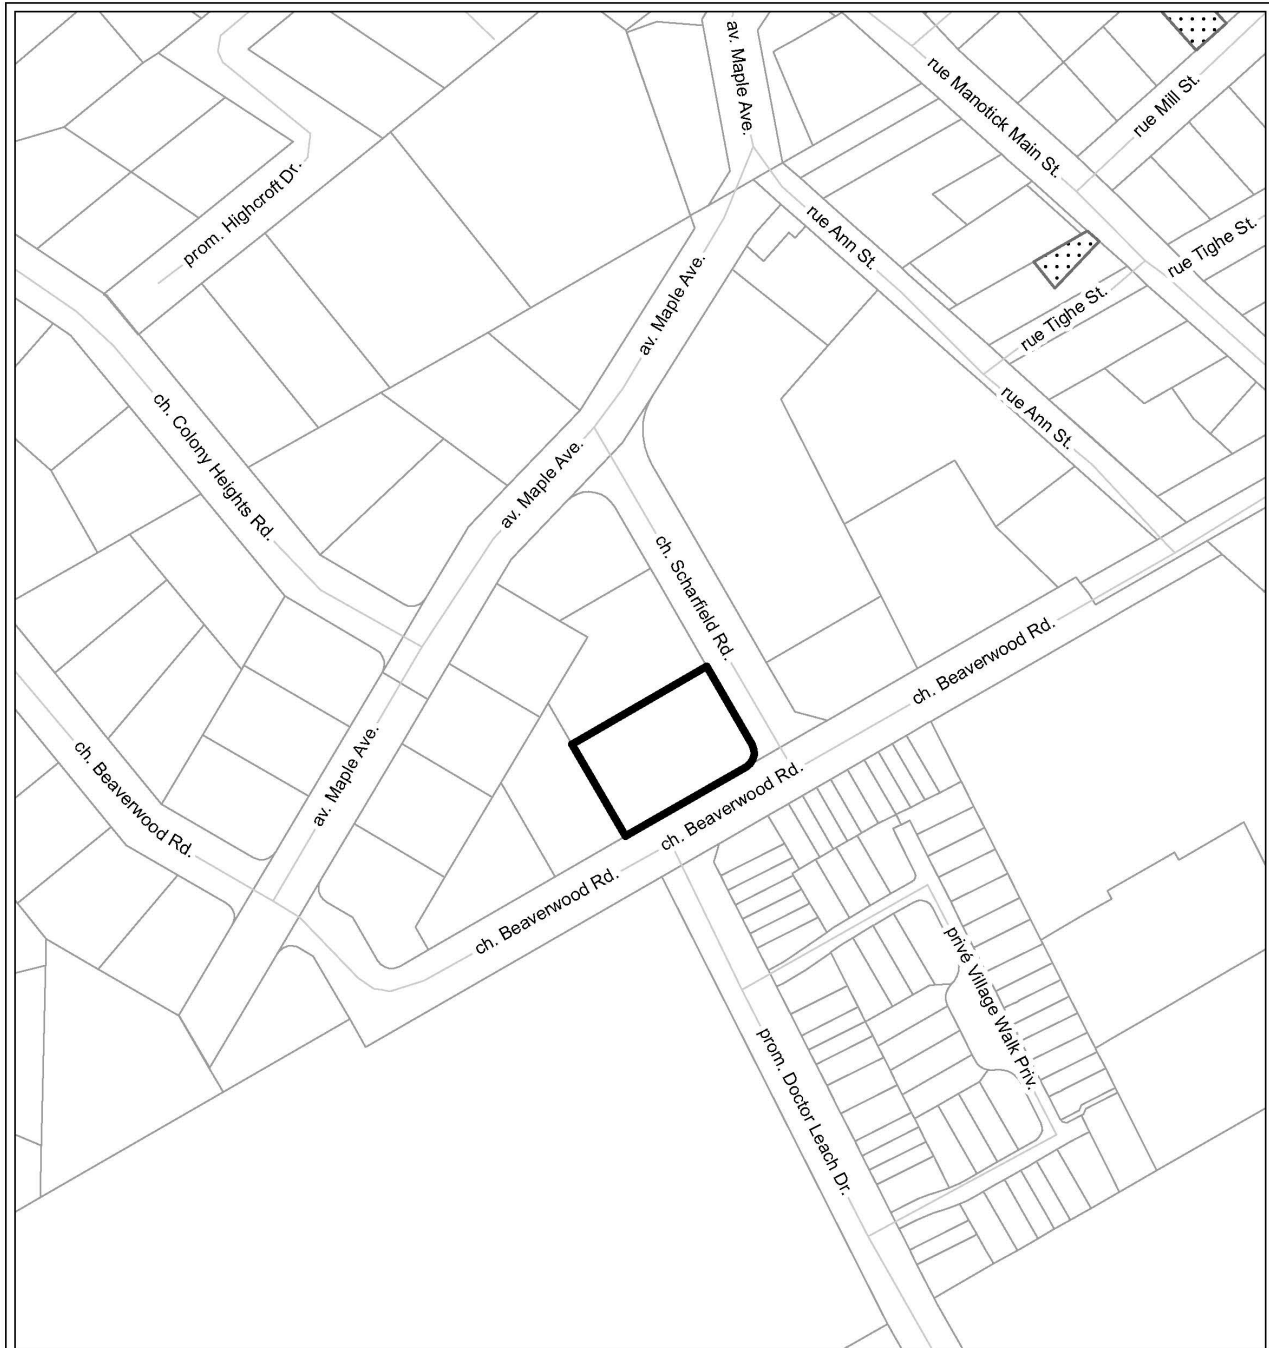 av. Maple Ave.
rue Manotick Main St.
rue Mill St.
prom. Highcroft Dr.
rue Ann St.
rue Tighe St.
av. Maple Ave.
rue Tighe St.
ch. Colony Heights Rd.
rue Ann St.
av. Maple Ave.
ch. Scharfield Rd.
ch. Beaverwood Rd.
ch. Beaverwood Rd.
av. Maple Ave.
ch. Beaverwood Rd.
ch. Beaverwood Rd.
privé Village Walk Priv.
prom. Doctor Leach Dr.